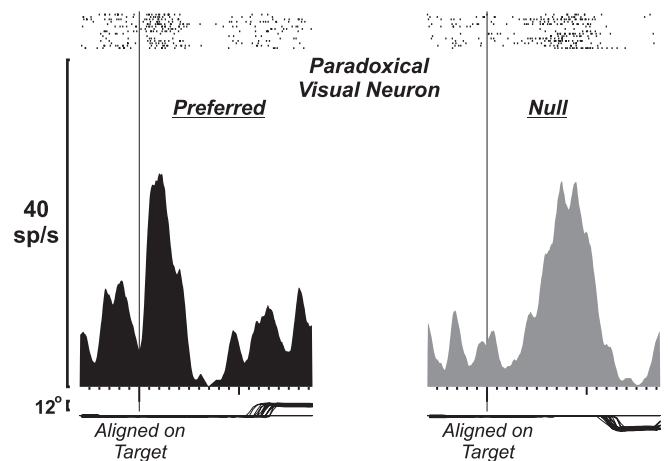 Paradoxical
Visual Neuron
Preferred
Null
40
sp/s
12°
Aligned on
Target
Aligned on
Target